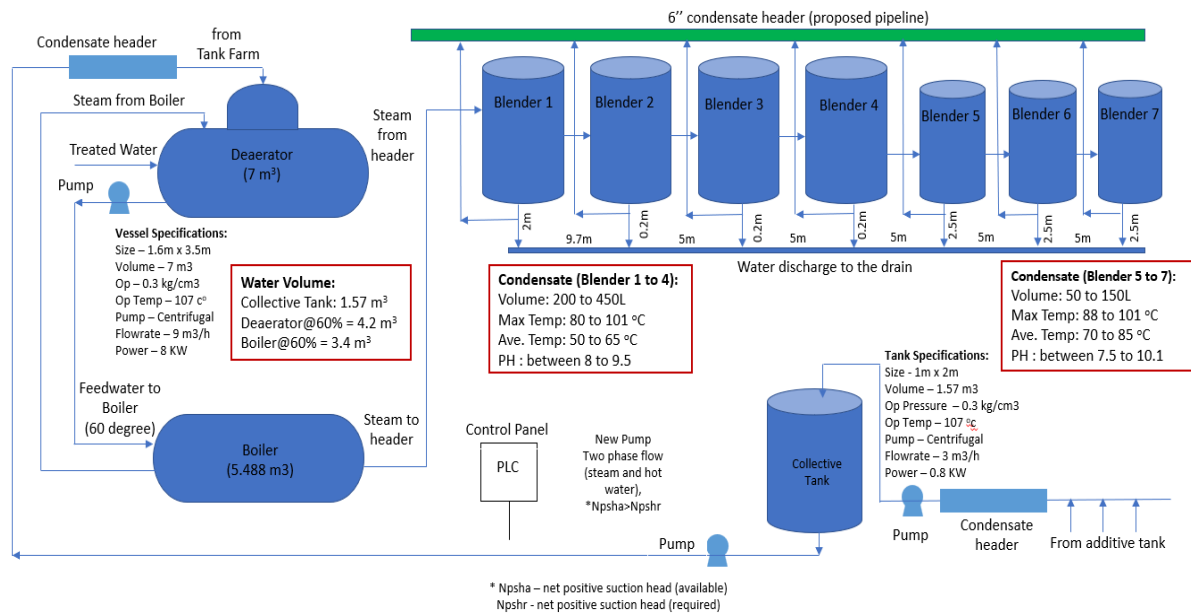 6’’ condensate header (proposed pipeline)
Condensate header
from
Tank Farm
Steam from Boiler
Treated Water
Pump
Deaerator
(7 m³)
Steam
from
header
Blender 1
Blender 2
Blender 3
Blender 4
Blender 5
Blender 6
Blender 7
2m
0.2m
0.2m
0.2m
2.5m
2.5m
2.5m
9.7m
5m
5m
5m
5m
5m
Water discharge to the drain
Vessel Specifications:
Size – 1.6m x 3.5m
Volume – 7 m3
Op – 0.3 kg/cm3
Op Temp – 107 c°
Pump – Centrifugal
Flowrate – 9 m3/h
Power – 8 KW
Water Volume:
Collective Tank: 1.57 m³
Deaerator@60% = 4.2 m³
Boiler@60% = 3.4 m³
Condensate (Blender 1 to 4):
Volume: 200 to 450L
Max Temp: 80 to 101 °C
Ave. Temp: 50 to 65 °C
PH : between 8 to 9.5
Condensate (Blender 5 to 7):
Volume: 50 to 150L
Max Temp: 88 to 101 °C
Ave. Temp: 70 to 85 °C
PH : between 7.5 to 10.1
Tank Specifications:
Size - 1m x 2m
Volume – 1.57 m3
Op Pressure – 0.3 kg/cm3
Op Temp – 107 °c
Pump – Centrifugal
Flowrate – 3 m3/h
Power – 0.8 KW
Feedwater to
Boiler
(60 degree)
Boiler
(5.488 m3)
Steam to
header
Control Panel
PLC
New Pump
Two phase flow
(steam and hot
water),
*Npsha>Npshr
Collective
Tank
Pump
Condensate
header
From additive tank
Pump
* Npsha – net positive suction head (available)
Npshr - net positive suction head (required)